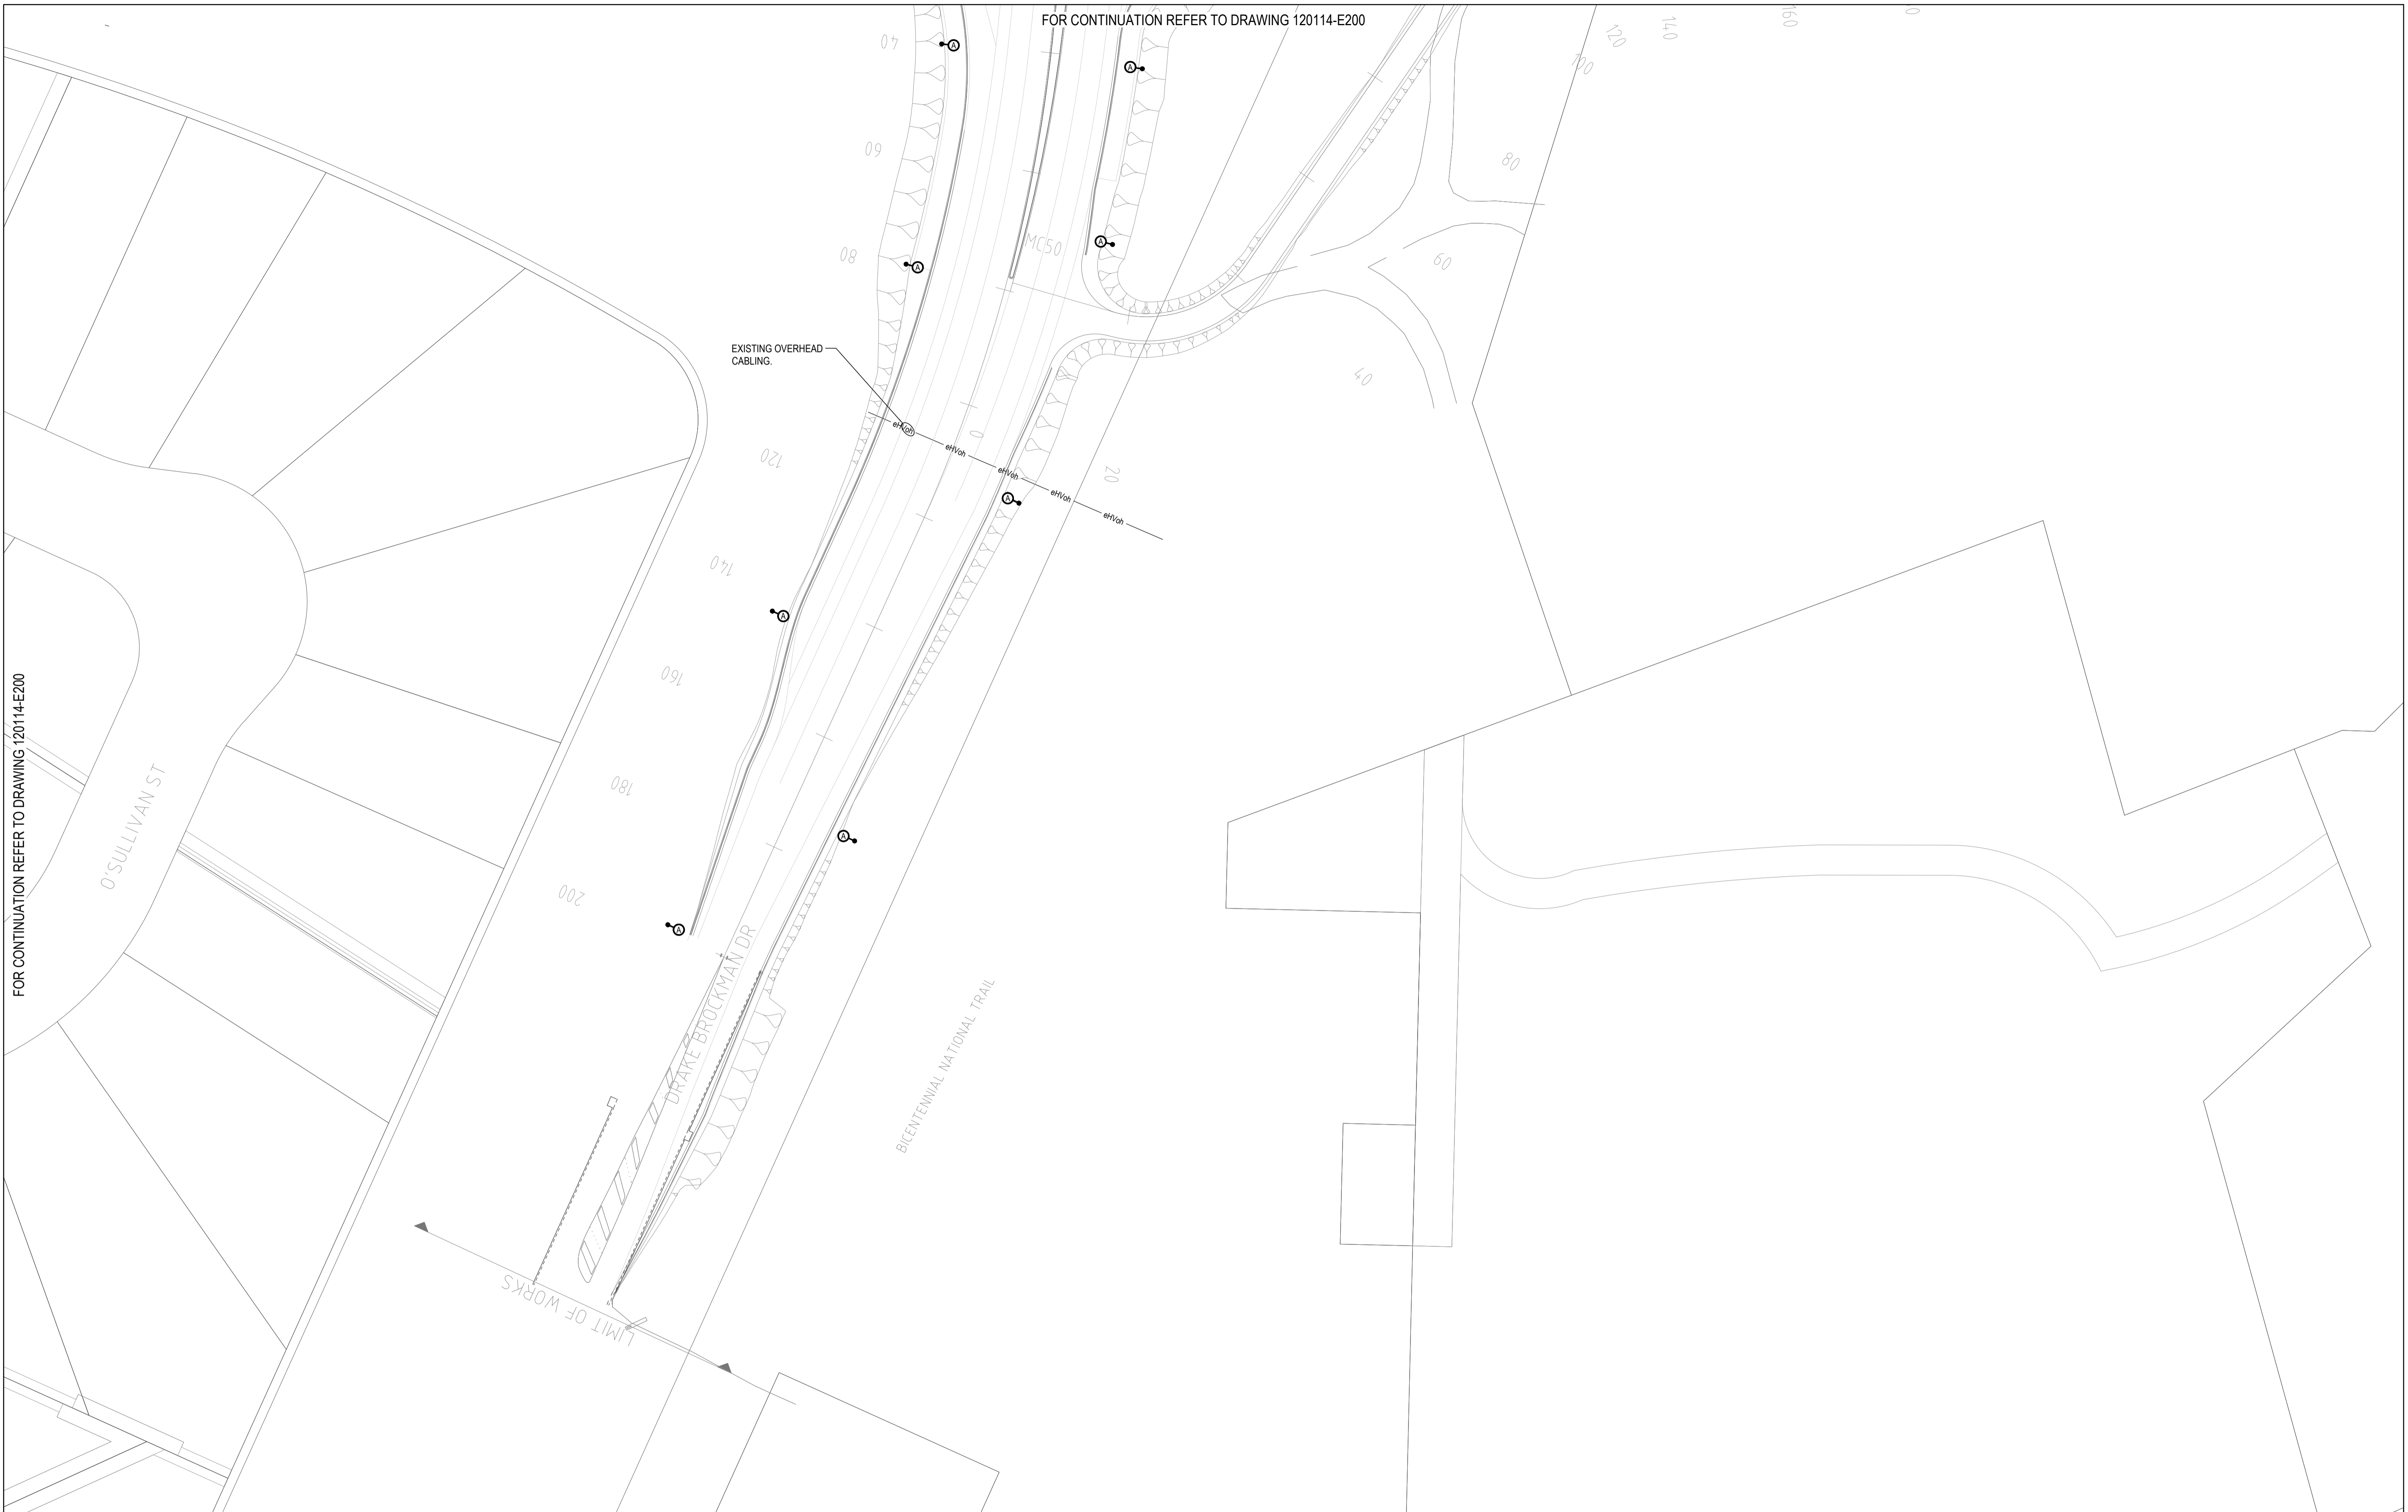 FOR CONTINUATION REFER TO DRAWING 120114-E200
40
A
A
160
0
140
120
100
60
80
A
MC50
60
80
A
EXISTING OVERHEAD
CABLING.
40
eHVoh
eHVoh
eHVoh
eHVoh
eHVoh
0
20
120
A
140
A
160
FOR CONTINUATION REFER TO DRAWING 120114-E200
180
O'SULLIVAN ST
A
200
A
DRAKE BROCKMAN DR
BICENTENNIAL NATIONAL TRAIL
LIMIT OF WORKS